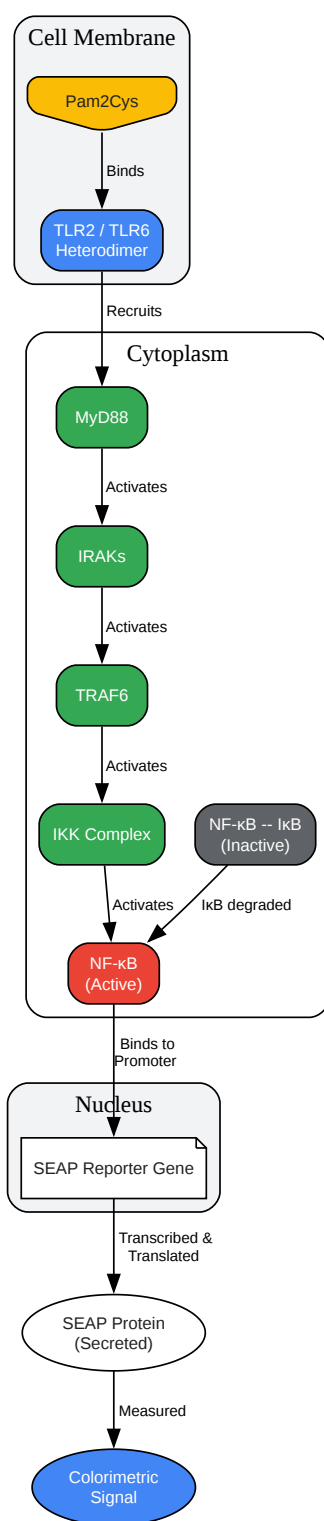 Cell Membrane
Pam2Cys
Binds
TLR2 / TLR6
Heterodimer
Recruits
Cytoplasm
MyD88
Activates
IRAKs
Activates
TRAF6
Activates
IKK Complex
NF-κB -- IκB
(Inactive)
Activates
IκB degraded
NF-κB
(Active)
Binds to
Promoter
Nucleus
SEAP Reporter Gene
Transcribed &
Translated
SEAP Protein
(Secreted)
Measured
Colorimetric
Signal